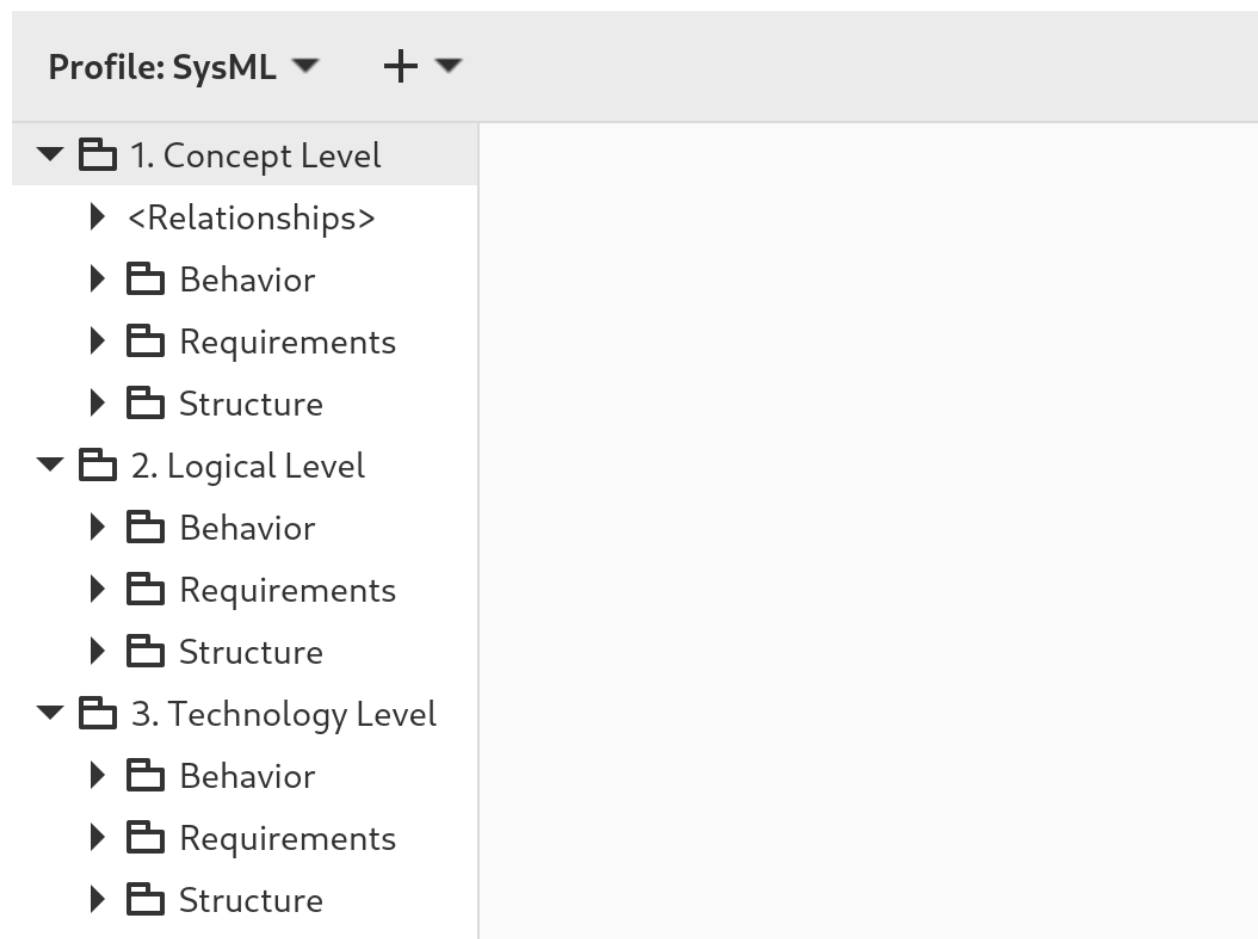 Profile: SysML
1. Concept Level
<Relationships>
Behavior
Requirements
Structure
2. Logical Level
Behavior
Requirements
Structure
3. Technology Level
Behavior
Requirements
Structure